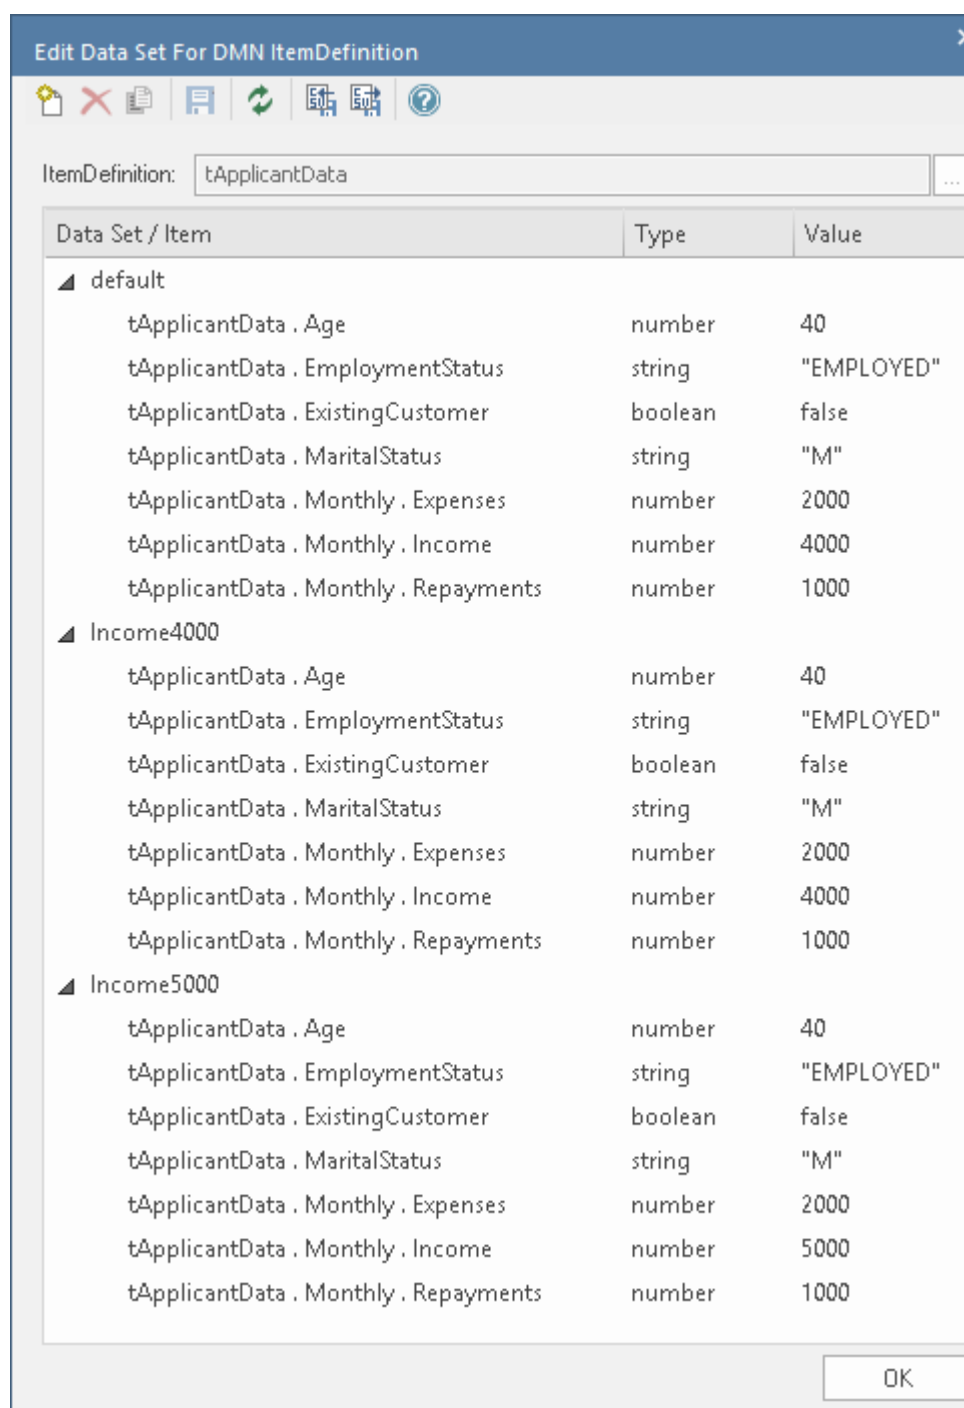 Edit Data Set For DMN ItemDefinition
ItemDefinition: tApplicantData ...
Data Set / Item Type Value
default
tApplicantData . Age number 40
tApplicantData . EmploymentStatus string "EMPLOYED"
tApplicantData . ExistingCustomer boolean false
tApplicantData . MaritalStatus string "M"
tApplicantData . Monthly . Expenses number 2000
tApplicantData . Monthly . Income number 4000
tApplicantData . Monthly . Repayments number 1000
Income4000
tApplicantData . Age number 40
tApplicantData . EmploymentStatus string "EMPLOYED"
tApplicantData . ExistingCustomer boolean false
tApplicantData . MaritalStatus string "M"
tApplicantData . Monthly . Expenses number 2000
tApplicantData . Monthly . Income number 4000
tApplicantData . Monthly . Repayments number 1000
Income5000
tApplicantData . Age number 40
tApplicantData . EmploymentStatus string "EMPLOYED"
tApplicantData . ExistingCustomer boolean false
tApplicantData . MaritalStatus string "M"
tApplicantData . Monthly . Expenses number 2000
tApplicantData . Monthly . Income number 5000
tApplicantData . Monthly . Repayments number 1000
OK